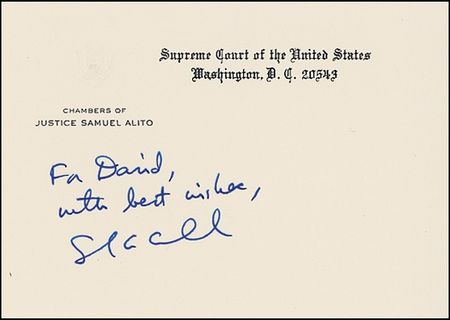 Supreme Court of the United States
Washington, D. C. 20543
CHAMBERS OF
JUSTICE SAMUEL ALITO
For David,
with best wishes,